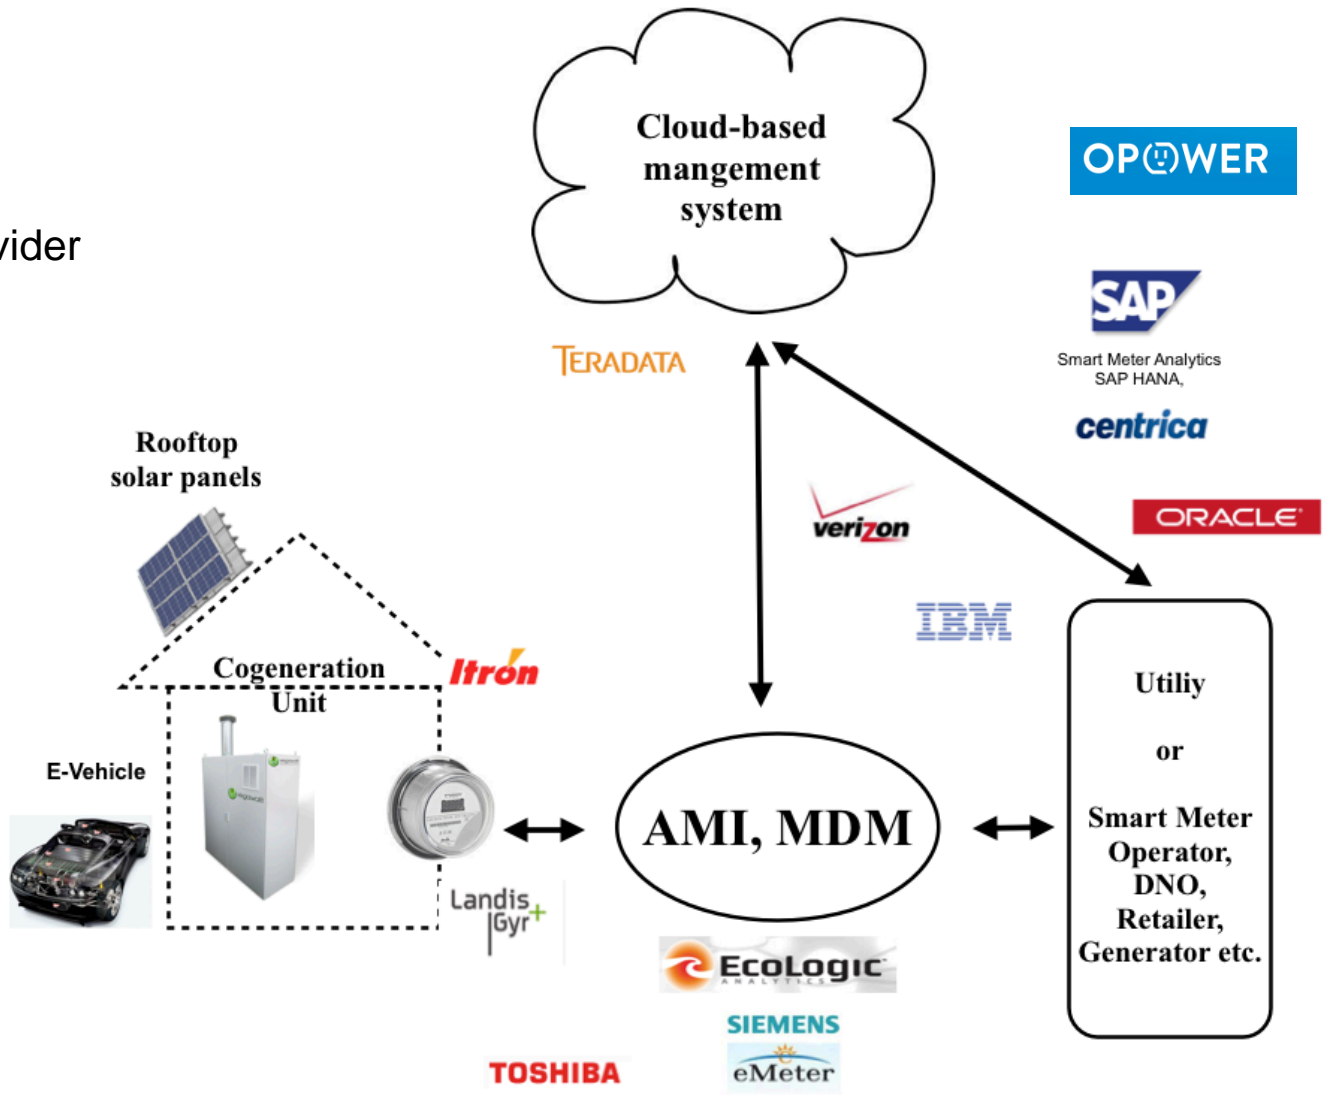 Cloud-based
mangement
system
OPOWER
vider
SAP
Smart Meter Analytics
SAP HANA,
TERADATA
centrica
Rooftop
solar panels
verizon
ORACLE
IBM
Cogeneration
Unit
Itron
Utiliy
or
Smart Meter
Operator,
DNO,
Retailer,
Generator etc.
E-Vehicle
AMI, MDM
Landis
|Gyr+
EcoLogic
ANALYTICS
SIEMENS
eMeter
TOSHIBA